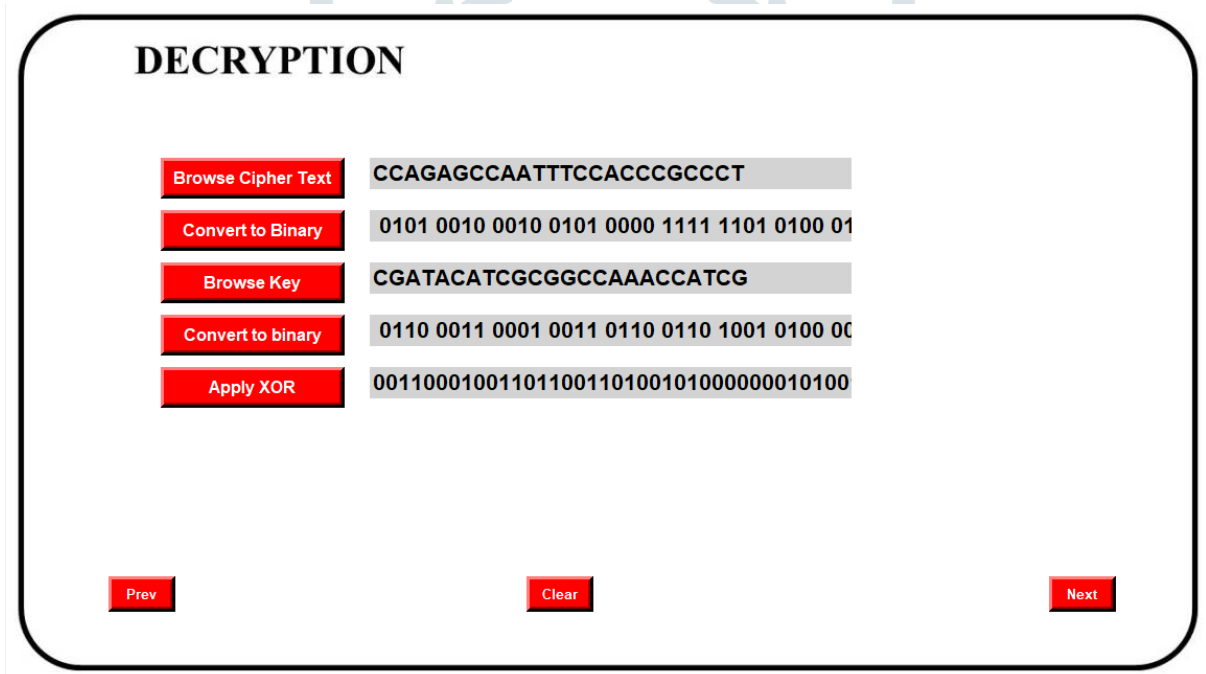 DECRYPTION
Browse Cipher Text CCAGAGCCAATTTCCACCCGCCCT
Convert to Binary 0101 0010 0010 0101 0000 1111 1101 0100 01
Browse Key CGATACATCGCGGCCAAACCATCG
Convert to binary 0110 0011 0001 0011 0110 0110 1001 0100 00
Apply XOR 00110001001101100110100101000000010100
Prev Clear Next